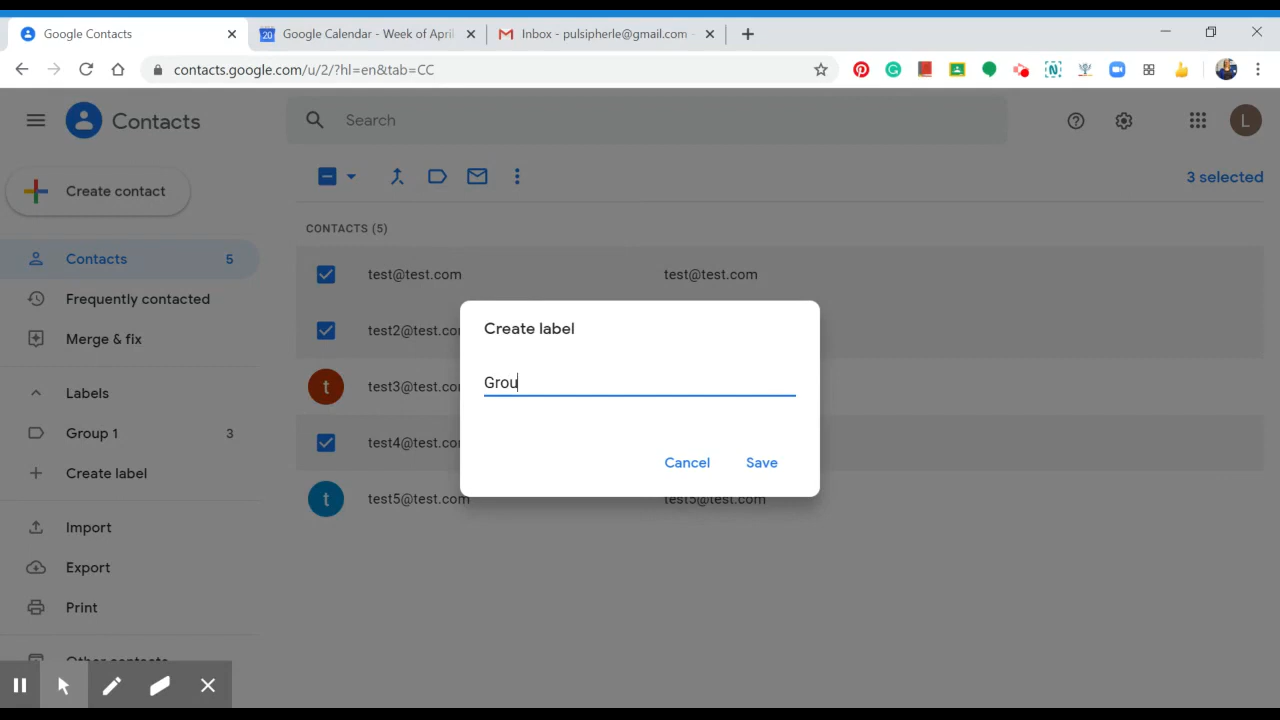 Google Contacts
Google Calendar - Week of April
Inbox - pulsipherle@gmail.com -
contacts.google.com/u/2/?hl=en&tab=CC
Contacts
Search
L
Create contact
3 selected
CONTACTS (5)
Contacts 5
test@test.com test@test.com
Frequently contacted
Create label
test2@test.co
Merge & fix
Grou
t test3@test.co
Labels
Group 1 3
test4@test.co
Cancel Save
Create label
t test5@test.com test5@test.com
Import
Export
Print
Other contacts